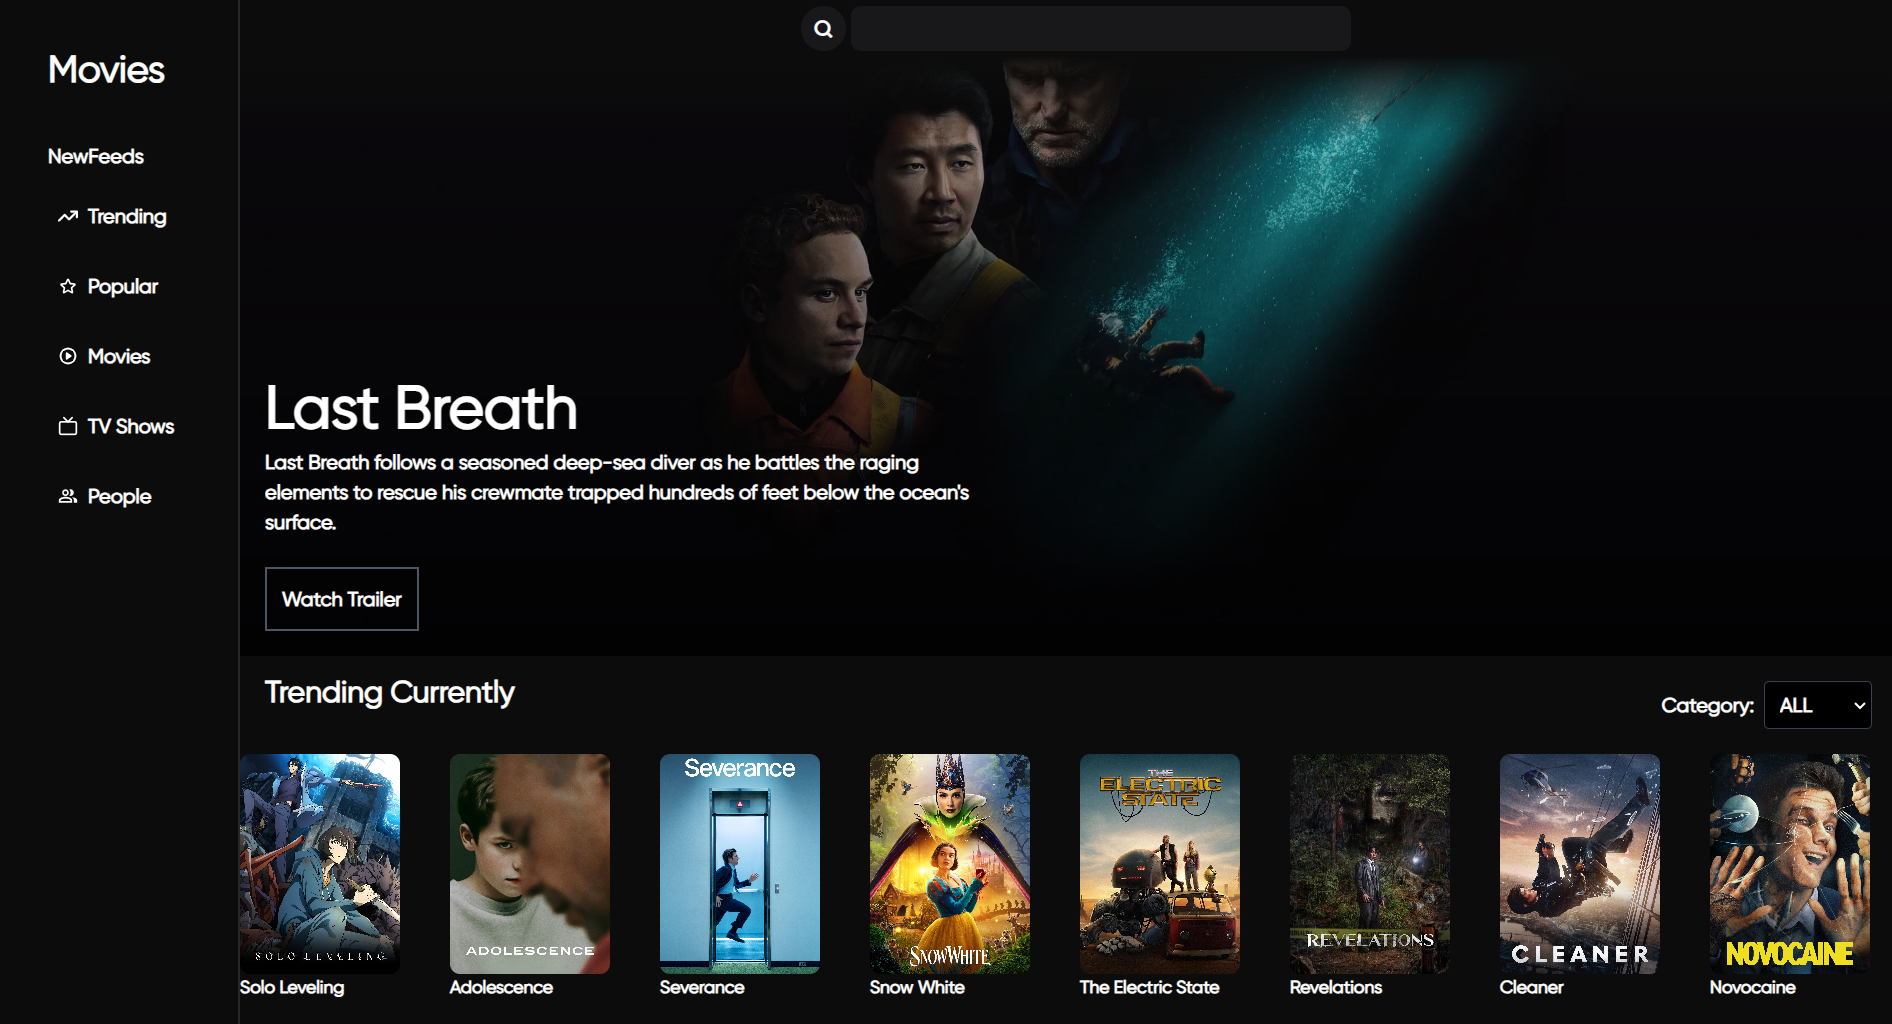 Movies
NewFeeds
Trending
Popular
Movies
TV Shows
People
Last Breath
Last Breath follows a seasoned deep-sea diver as he battles the raging
elements to rescue his crewmate trapped hundreds of feet below the ocean's
surface.
Watch Trailer
Trending Currently
Category: ALL
SOLO LEVELING
Solo Leveling
ADOLESCENCE
Adolescence
Severance
Severance
SNOW WHITE
Snow White
THE
ELECTRIC
STATE
The Electric State
REVELATIONS
Revelations
CLEANER
Cleaner
NOVOCAINE
Novocaine